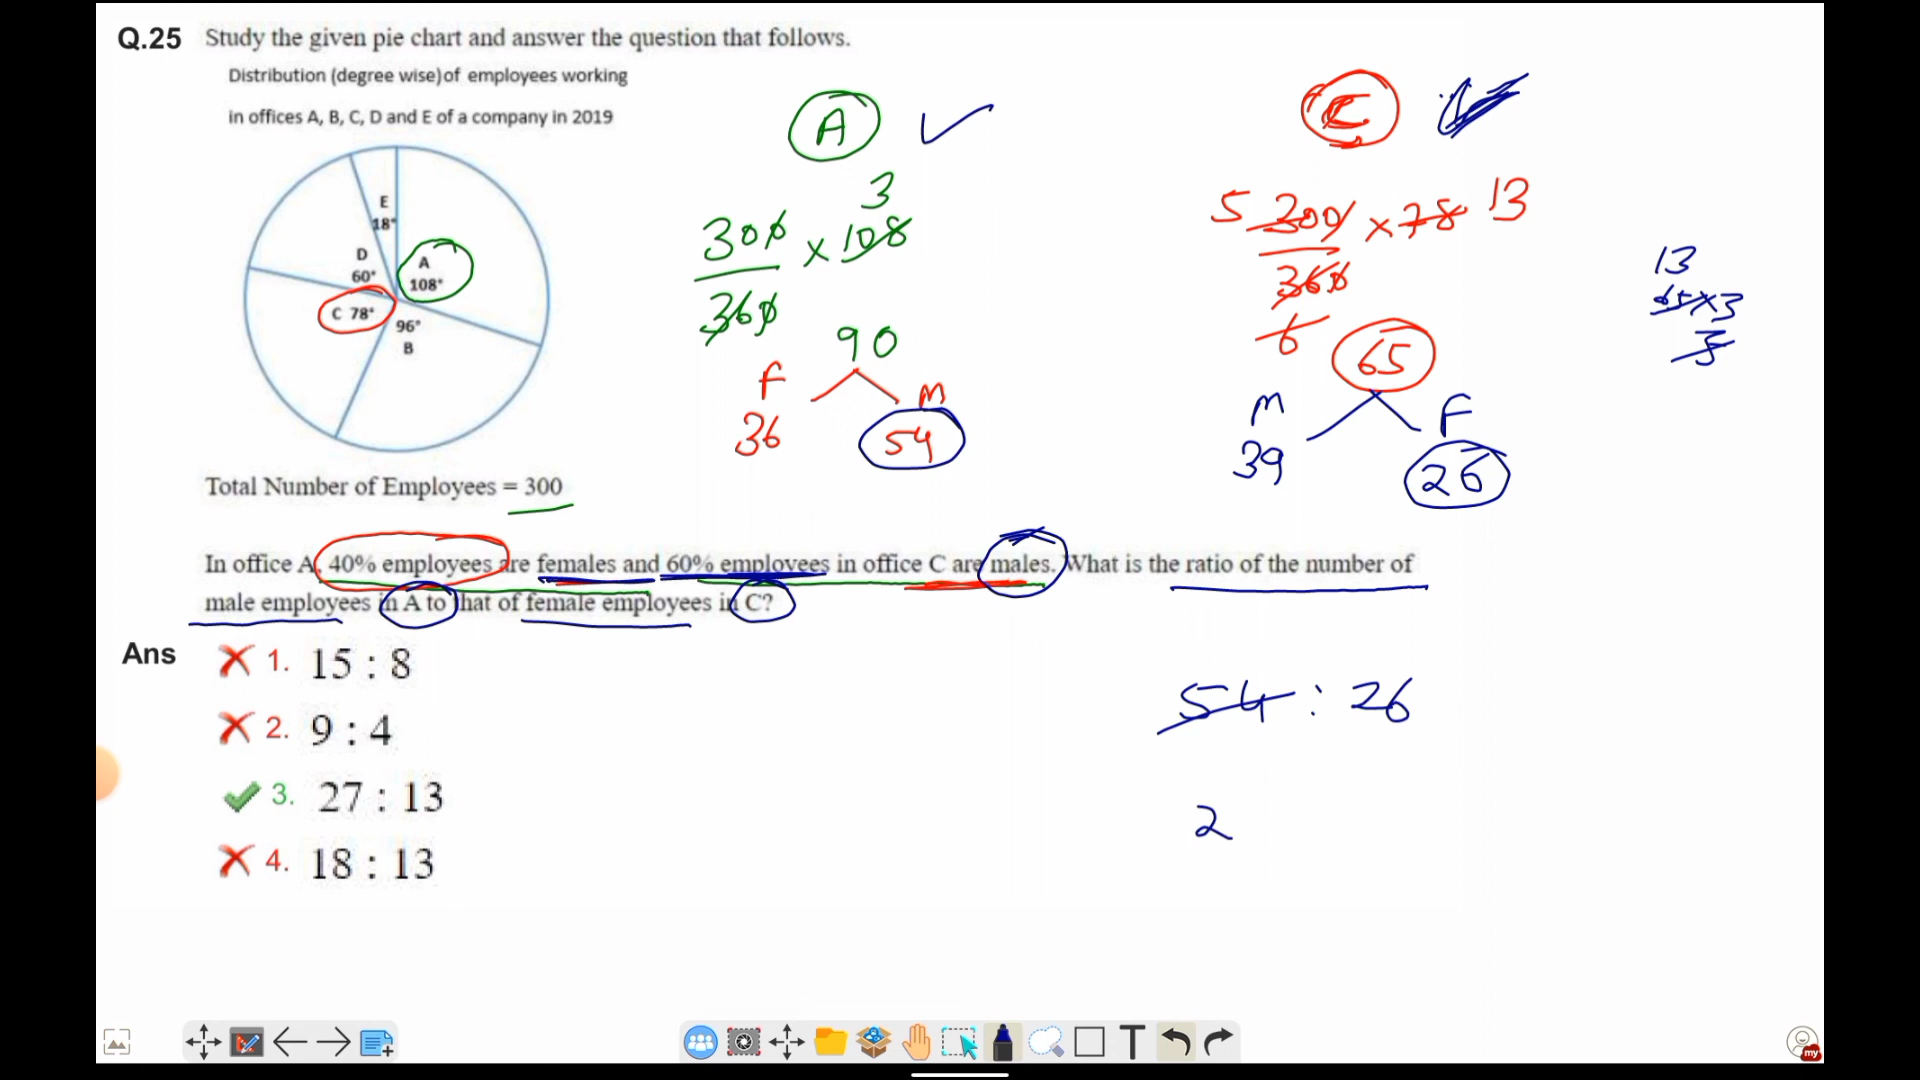 Q.25 Study the given pie chart and answer the question that follows.
Distribution (degree wise)of employees working
in offices A, B, C, D and E of a company in 2019
E
18°
D
60°
A
108°
C 78°
96°
B
Total Number of Employees = 300
A
3
300 × 108
360
90
F M
36 54
C
5 300 × 78 13
360
6
65
M F
39 26
13
65×3
5
In office A, 40% employees are females and 60% employees in office C are males. What is the ratio of the number of
male employees in A to that of female employees in C?
Ans
1. 15 : 8
2. 9 : 4
3. 27 : 13
4. 18 : 13
54 : 26
2
T
my